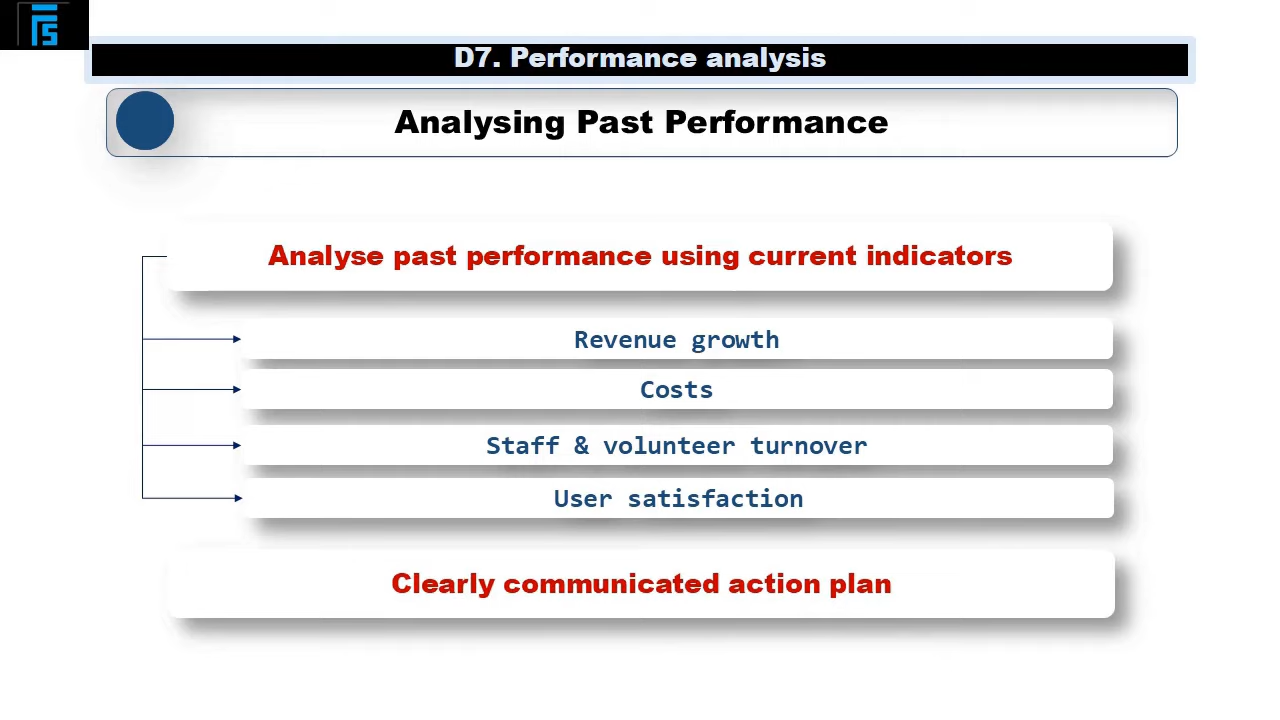 D7. Performance analysis
Analysing Past Performance
Analyse past performance using current indicators
Revenue growth
Costs
Staff & volunteer turnover
User satisfaction
Clearly communicated action plan